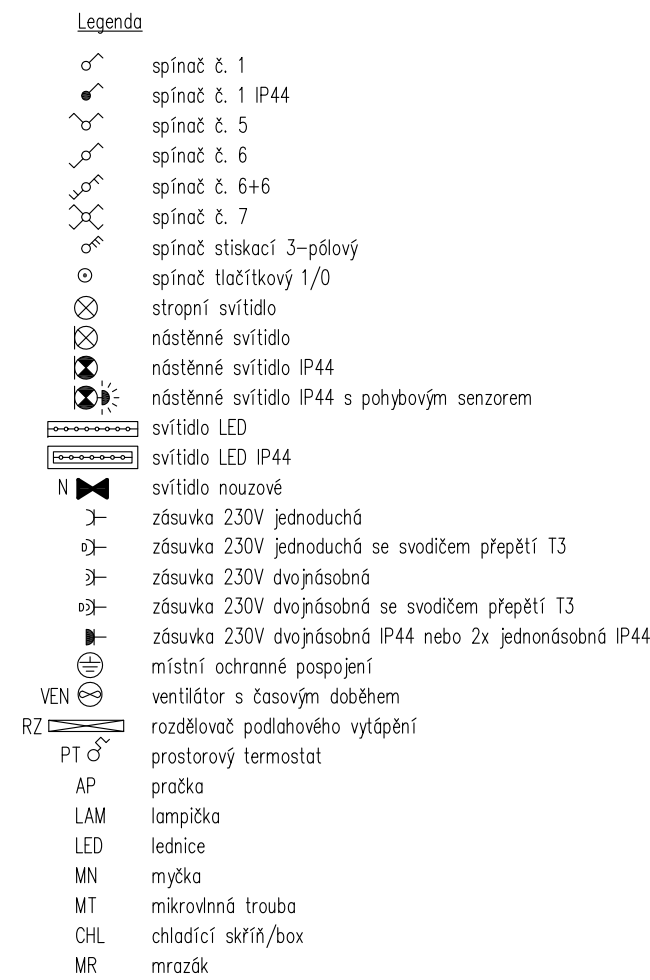 Legenda
spínač č. 1
spínač č. 1 IP44
spínač č. 5
spínač č. 6
spínač č. 6+6
spínač č. 7
spínač stiskací 3-pólový
spínač tlačítkový 1/0
stropní svítidlo
nástěnné svítidlo
nástěnné svítidlo IP44
nástěnné svítidlo IP44 s pohybovým senzorem
svítidlo LED
svítidlo LED IP44
N svítidlo nouzové
zásuvka 230V jednoduchá
D zásuvka 230V jednoduchá se svodičem přepětí T3
zásuvka 230V dvojnásobná
D zásuvka 230V dvojnásobná se svodičem přepětí T3
zásuvka 230V dvojnásobná IP44 nebo 2x jednonásobná IP44
místní ochranné pospojení
VEN ventilátor s časovým doběhem
RZ rozdělovač podlahového vytápění
PT prostorový termostat
AP pračka
LAM lampička
LED lednice
MN myčka
MT mikrovlnná trouba
CHL chladící skříň/box
MR mrazák